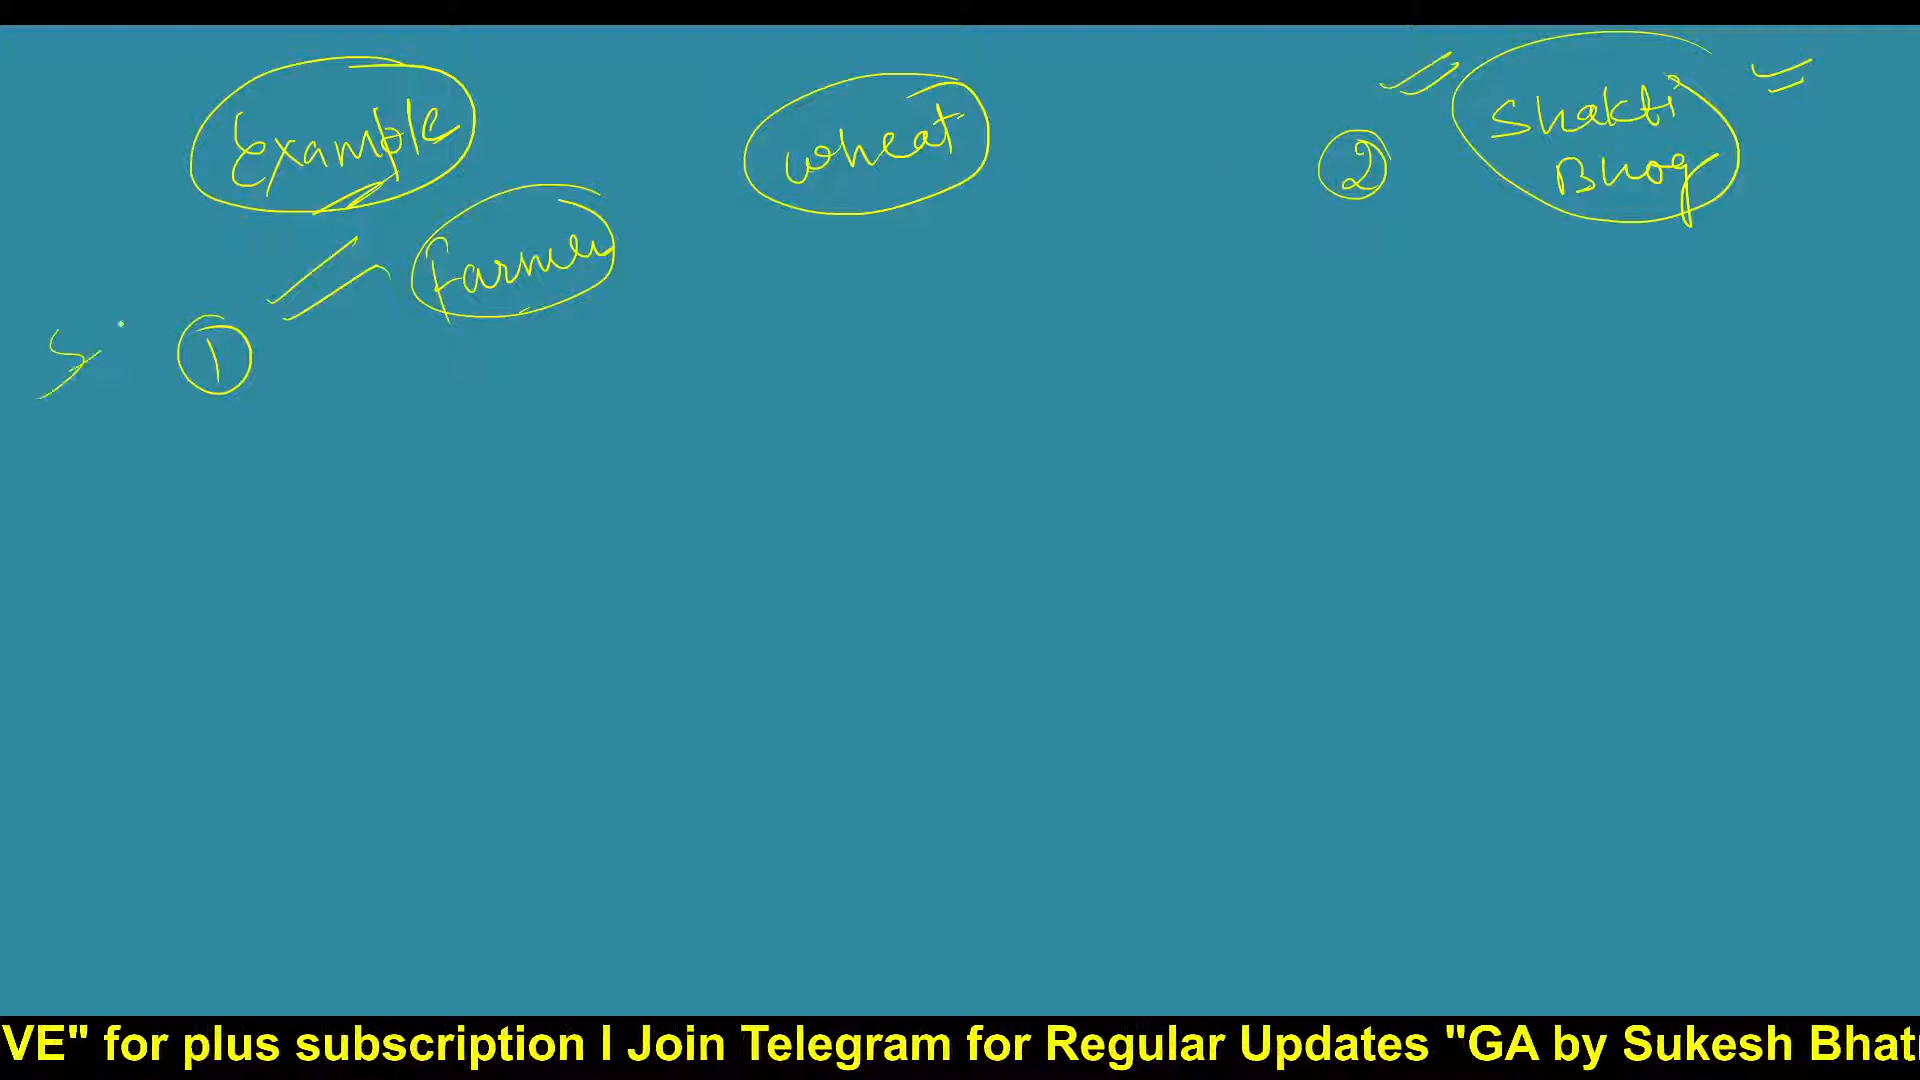 Example
wheat
Shakti
Bhog
2
Farmer
S
1
VE" for plus subscription I Join Telegram for Regular Updates "GA by Sukesh Bhat